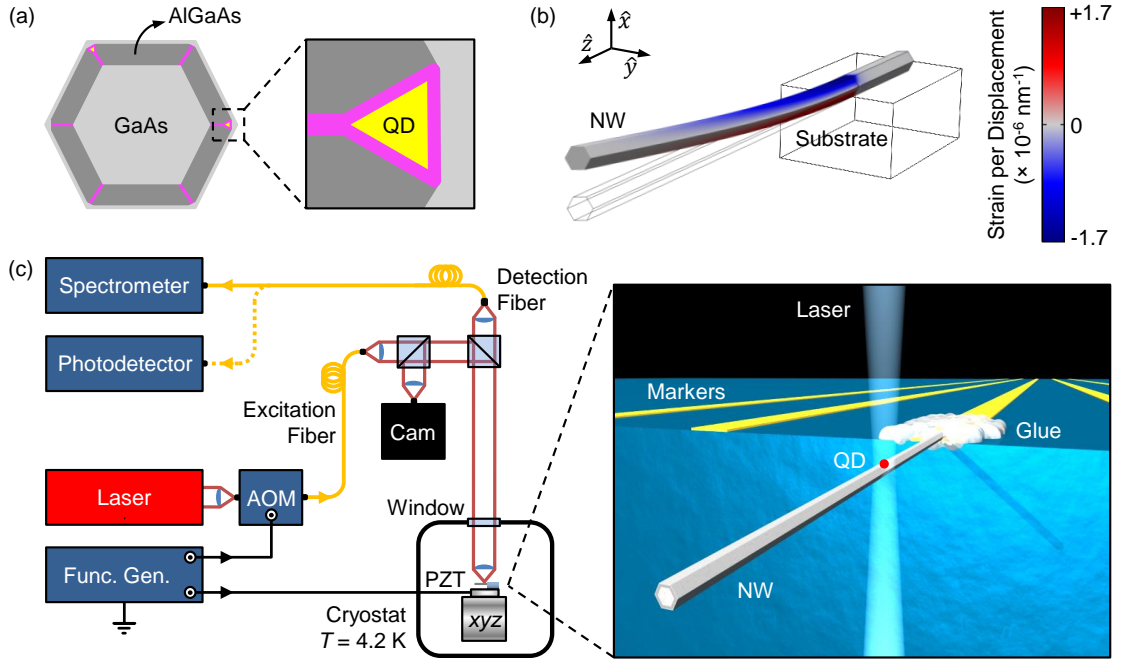 (a)
AlGaAs
GaAs
QD
(b)
x̂
ẑ
ŷ
NW
Substrate
Strain per Displacement
(× 10⁻⁶ nm⁻¹)
+1.7
0
-1.7
(c)
Spectrometer
Photodetector
Detection
Fiber
Excitation
Fiber
Cam
Laser
AOM
Window
Func. Gen.
PZT
xyz
Cryostat
T = 4.2 K
Laser
Markers
Glue
QD
NW